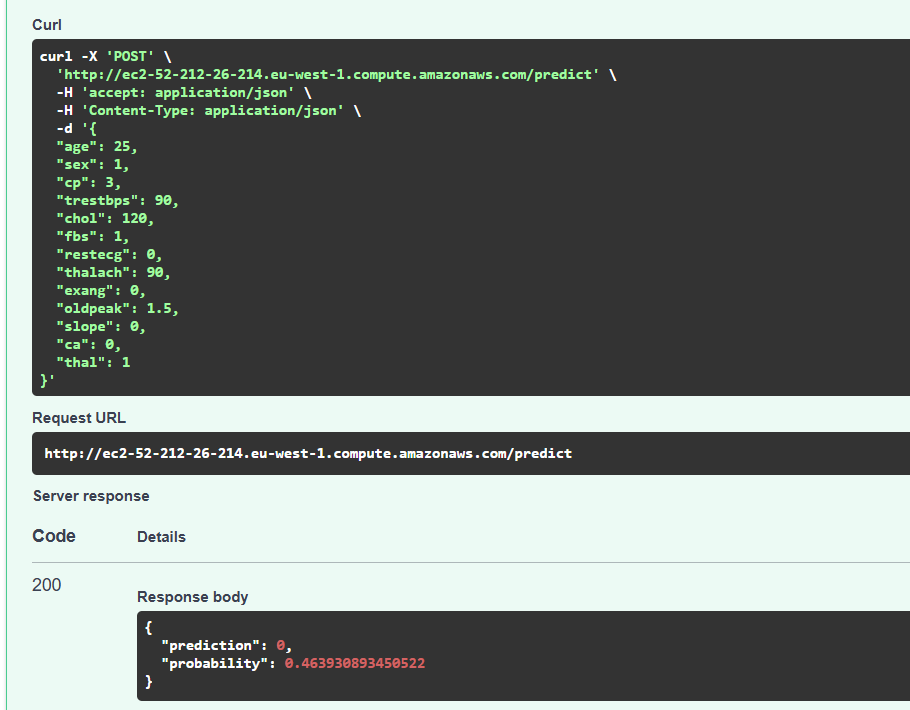 Curl
curl -X 'POST' \
  'http://ec2-52-212-26-214.eu-west-1.compute.amazonaws.com/predict' \
  -H 'accept: application/json' \
  -H 'Content-Type: application/json' \
  -d '{
  "age": 25,
  "sex": 1,
  "cp": 3,
  "trestbps": 90,
  "chol": 120,
  "fbs": 1,
  "restecg": 0,
  "thalach": 90,
  "exang": 0,
  "oldpeak": 1.5,
  "slope": 0,
  "ca": 0,
  "thal": 1
}'
Request URL
http://ec2-52-212-26-214.eu-west-1.compute.amazonaws.com/predict
Server response
Code Details
200
Response body
{
  "prediction": 0,
  "probability": 0.463930893450522
}